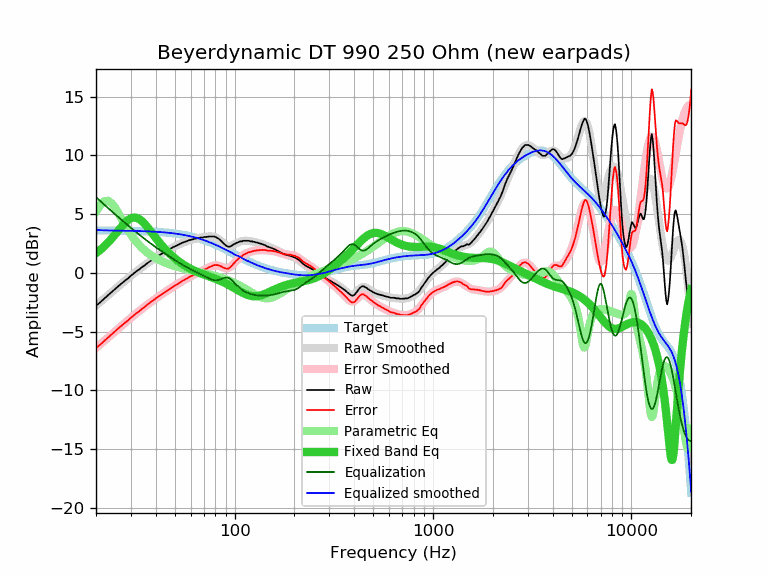 Beyerdynamic DT 990 250 Ohm (new earpads)
Amplitude (dBr)
15
10
5
0
−5
−10
−15
−20
Target
Raw Smoothed
Error Smoothed
Raw
Error
Parametric Eq
Fixed Band Eq
Equalization
Equalized smoothed
100
1000
10000
Frequency (Hz)